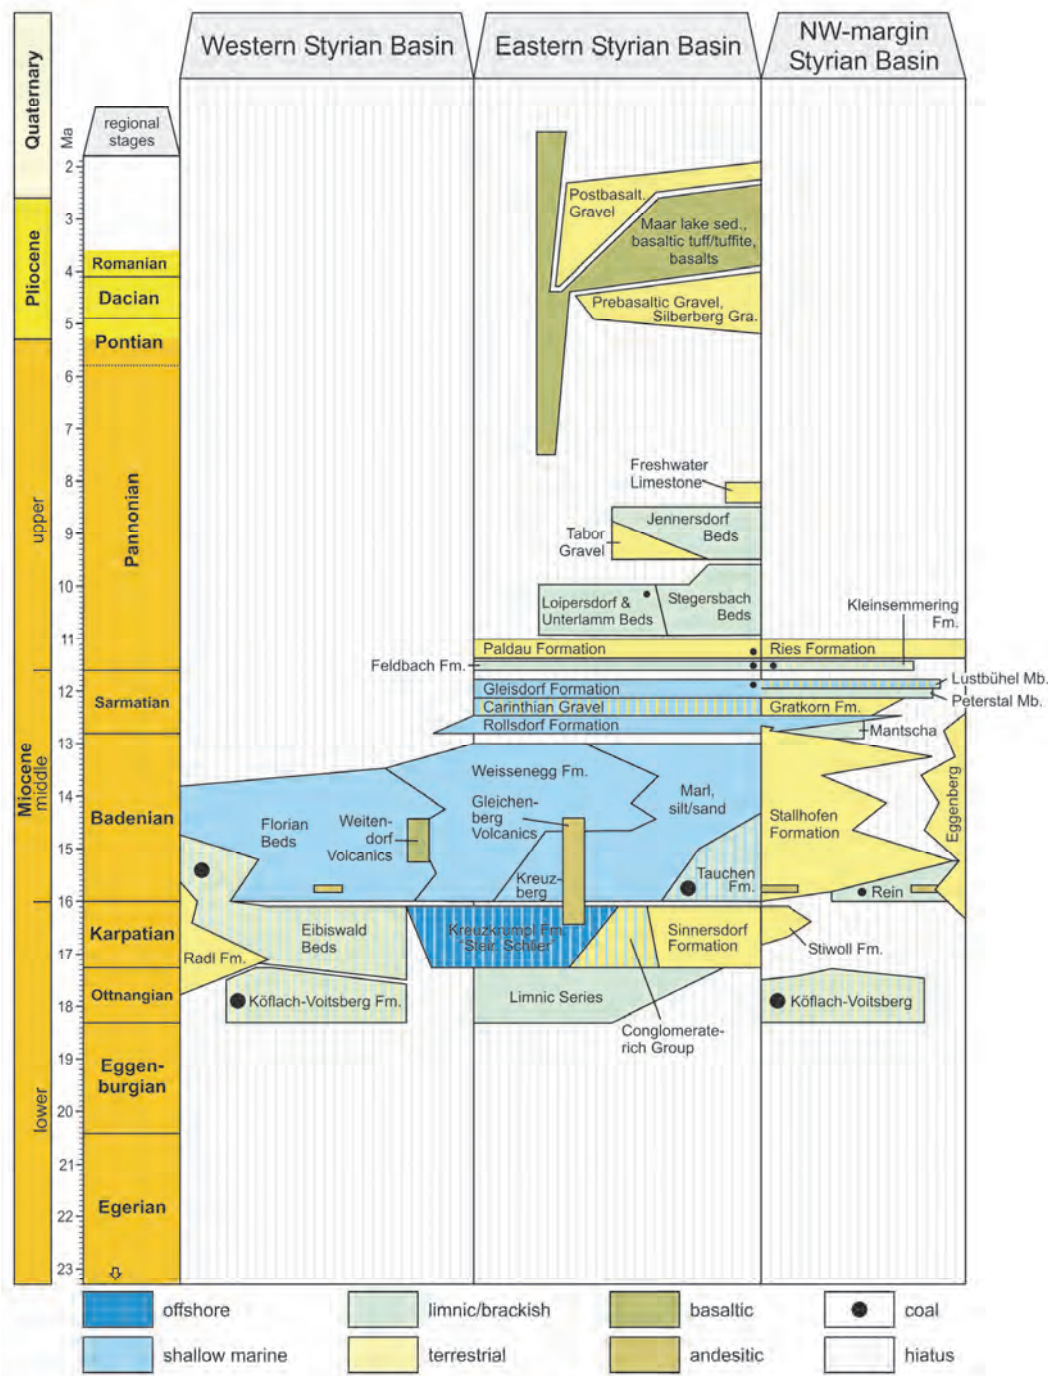 Western Styrian Basin
Eastern Styrian Basin
NW-margin
Styrian Basin
Quaternary
Pliocene
Miocene
upper
middle
lower
Ma
regional
stages
Romanian
Dacian
Pontian
Pannonian
Sarmatian
Badenian
Karpatian
Ottnangian
Eggen-
burgian
Egerian
2
3
4
5
6
7
8
9
10
11
12
13
14
15
16
17
18
19
20
21
22
23
Postbasalt.
Gravel
Maar lake sed.,
basaltic tuff/tuffite,
basalts
Prebasaltic Gravel,
Silberberg Gra.
Freshwater
Limestone
Jennersdorf
Beds
Tabor
Gravel
Loipersdorf &
Unterlamm Beds
Stegersbach
Beds
Kleinsemmering
Fm.
Paldau Formation
Ries Formation
Feldbach Fm.
Gleisdorf Formation
Lustbühel Mb.
Peterstal Mb.
Carinthian Gravel
Gratkorn Fm.
Rollsdorf Formation
Mantscha
Weissenegg Fm.
Marl,
silt/sand
Gleichen-
berg
Volcanics
Florian
Beds
Weiten-
dorf
Volcanics
Kreuz-
berg
Tauchen
Fm.
Stallhofen
Formation
Eggenberg
Rein
Eibiswald
Beds
Radl Fm.
Kreuzkrumpl Fm.
"Steir. Schlier"
Sinnersdorf
Formation
Stiwoll Fm.
Köflach-Voitsberg Fm.
Limnic Series
Köflach-Voitsberg
Conglomerate-
rich Group
offshore
limnic/brackish
basaltic
coal
shallow marine
terrestrial
andesitic
hiatus